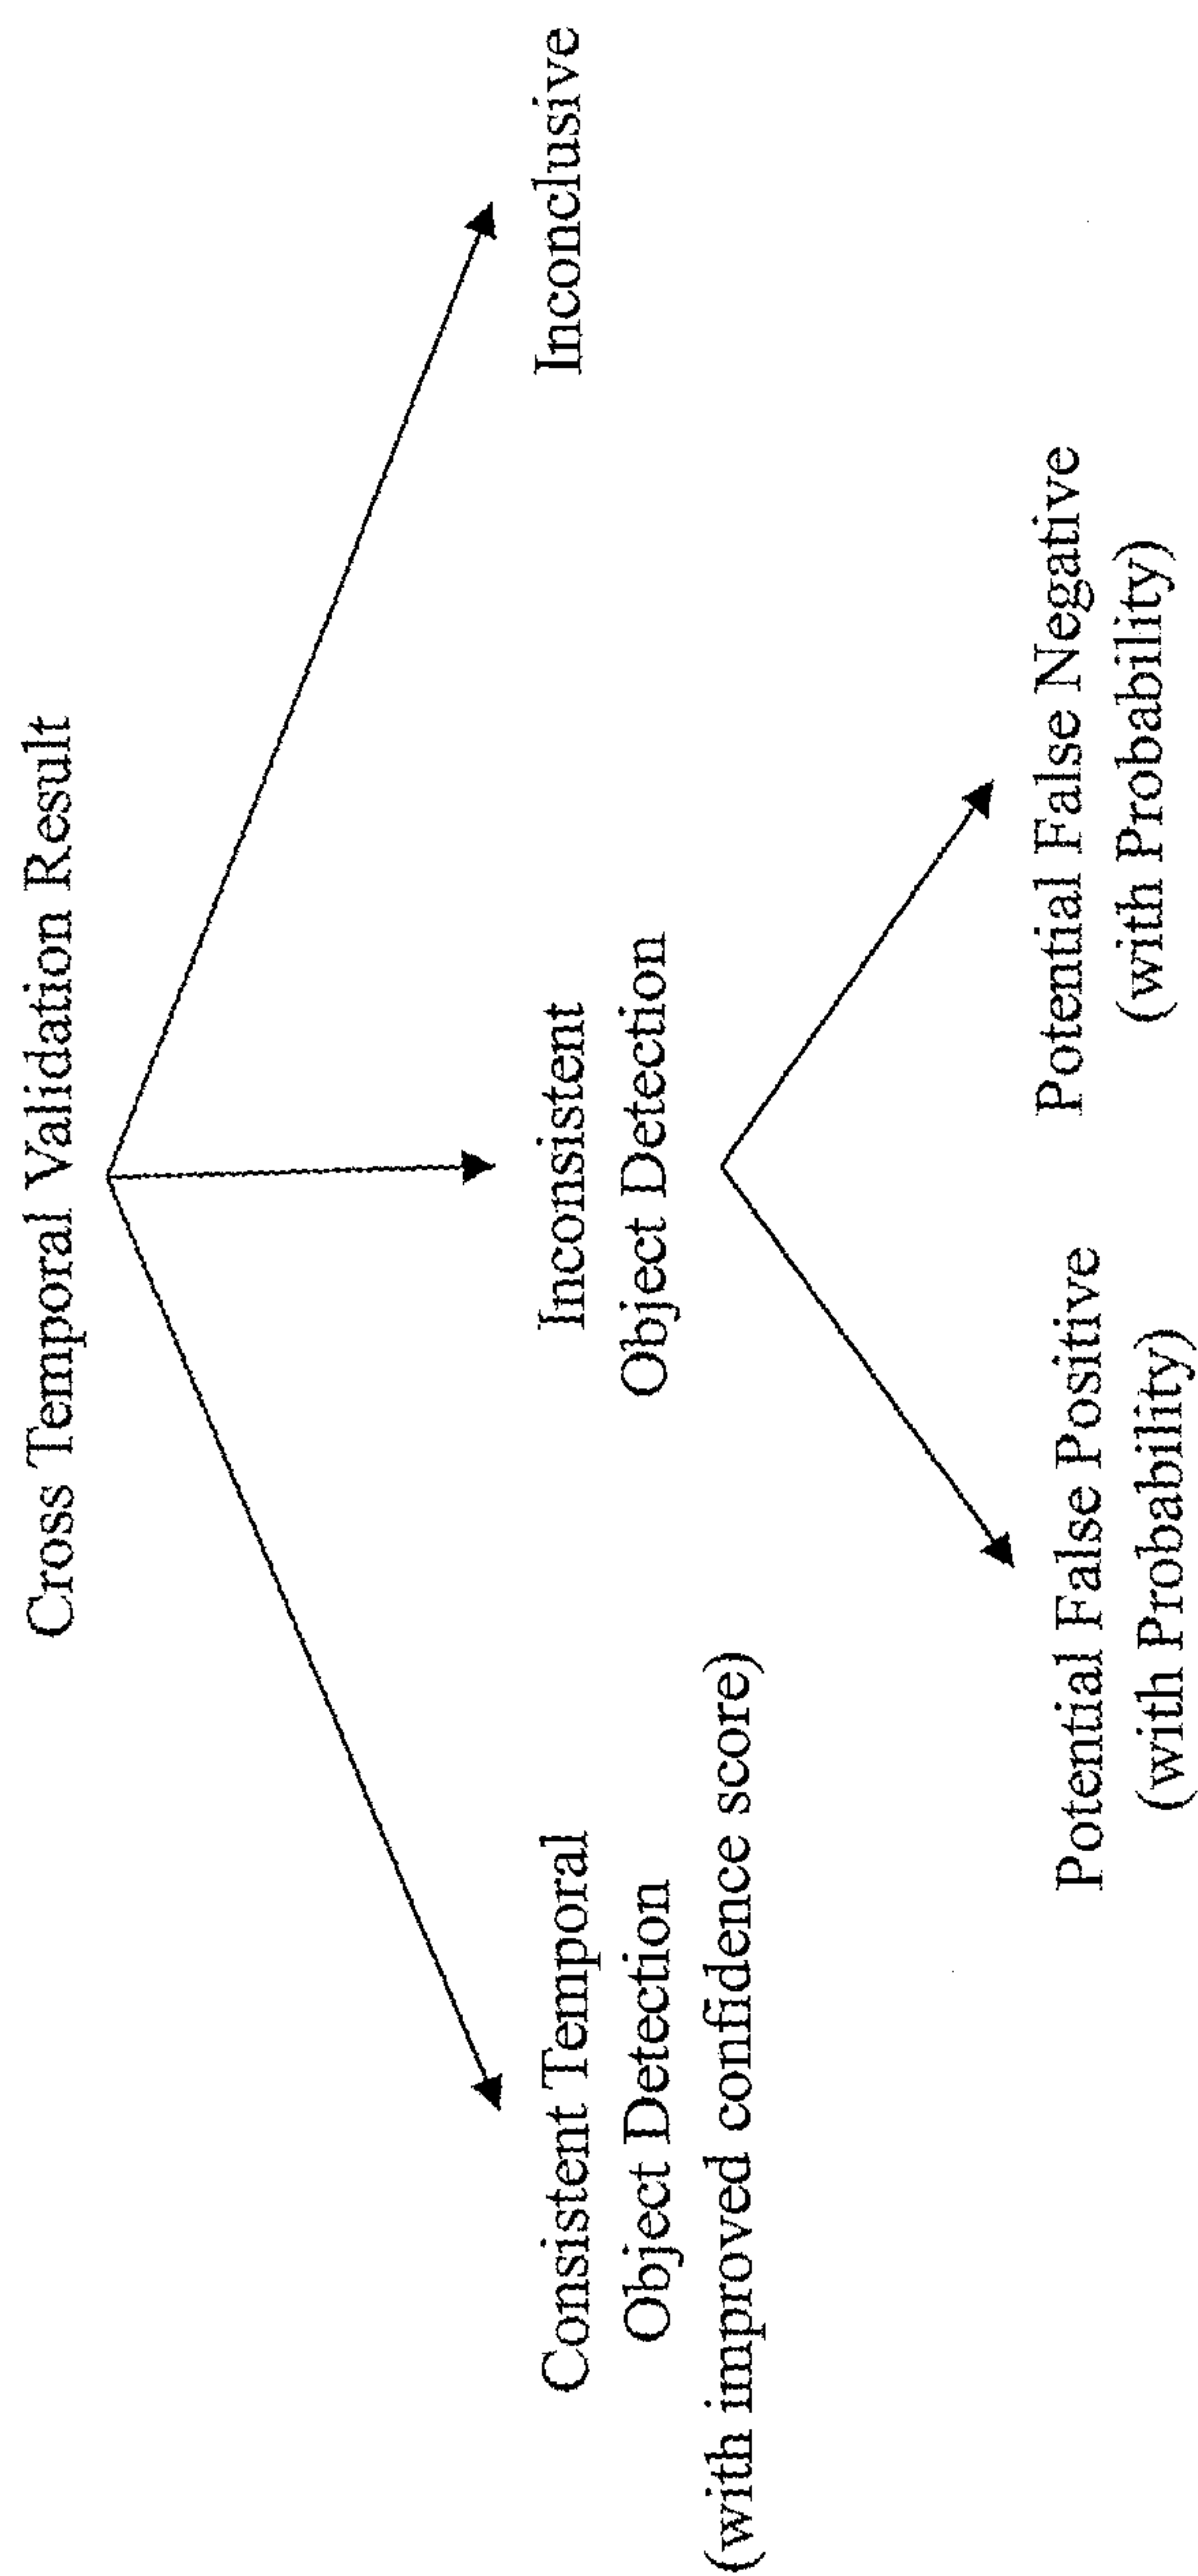 Cross Temporal Validation Result
Consistent Temporal
Object Detection
(with improved confidence score)
Inconsistent
Object Detection
Inconclusive
Potential False Positive
(with Probability)
Potential False Negative
(with Probability)